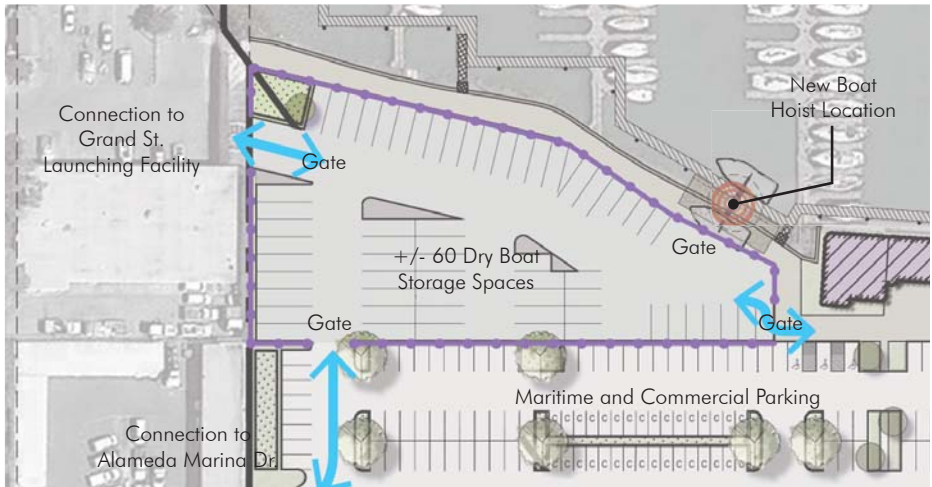 Connection to
Grand St.
Launching Facility
Gate
New Boat
Hoist Location
Gate
+/- 60 Dry Boat
Storage Spaces
Gate
Gate
Maritime and Commercial Parking
Connection to
Alameda Marina Dr.